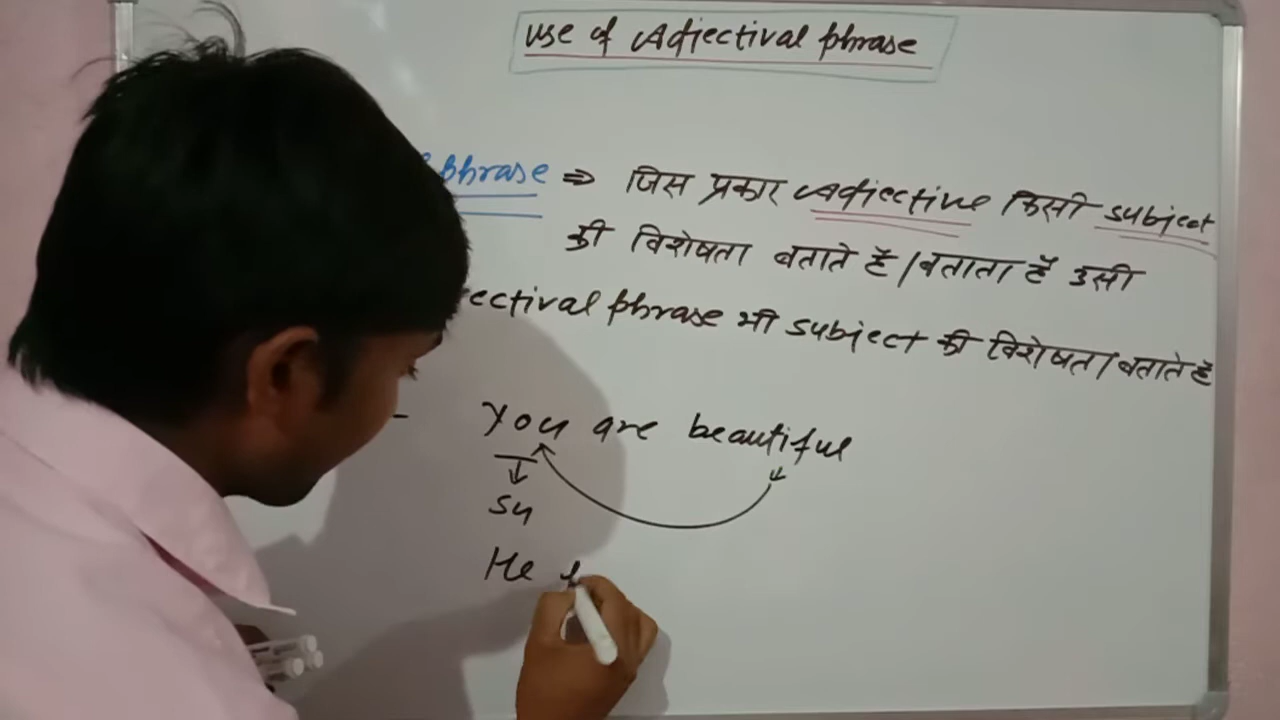 use of Adjectival phrase
phrase ⇒ जिस प्रकार Adjective किसी subject
की विशेषता बताते हैं/बताता है उसी
ectival phrase भी subject की विशेषता/बताते है
- You are beautiful
Su
He